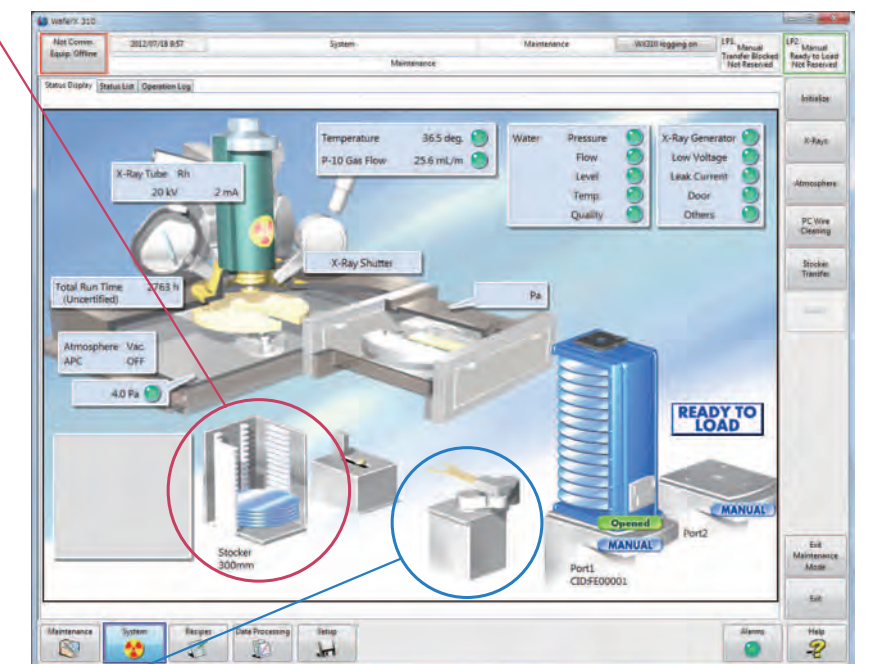 WaferX 310
Not Comm.
Equip. Offline
2012/07/18 9:57
System
Maintenance
WX310 logging on
LP1 Manual
Transfer Blocked
Not Reserved
LP2 Manual
Ready to Load
Not Reserved
Maintenance
Status Display
Status List
Operation Log
Initialize
X-Rays
Atmosphere
PC Wire
Cleaning
Stocker
Transfer
Temperature 36.5 deg.
P-10 Gas Flow 25.6 mL/m
Water Pressure
Flow
Level
Temp.
Quality
X-Ray Generator
Low Voltage
Leak Current
Door
Others
X-Ray Tube Rh
20 kV 2 mA
X-Ray Shutter
Total Run Time 2763 h
(Uncertified)
Pa
Atmosphere Vac.
APC OFF
4.0 Pa
READY TO
LOAD
MANUAL
Opened
MANUAL
Port2
Port1
CID:FE00001
Stocker
300mm
Exit
Maintenance
Mode
Exit
Maintenance
System
Recipes
Data Processing
Setup
Alarms
Help